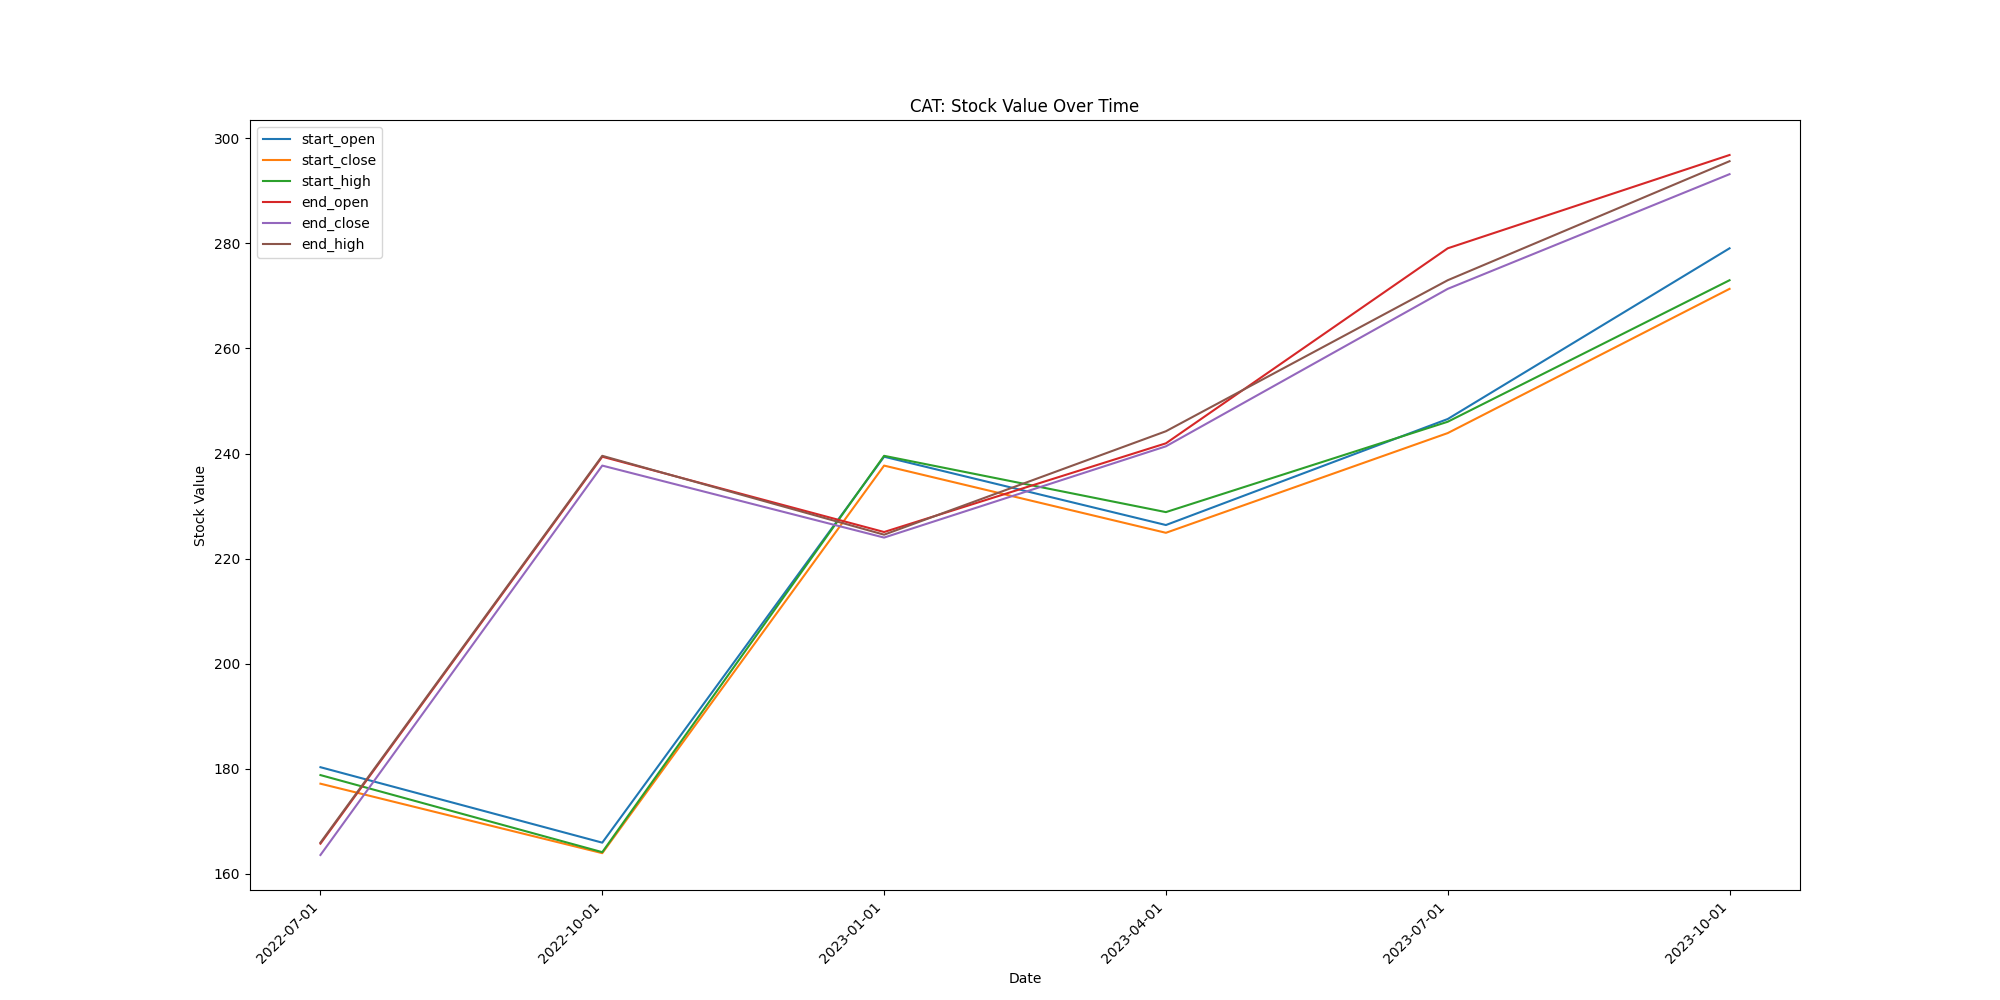 CAT: Stock Value Over Time
start_open
start_close
start_high
end_open
end_close
end_high
Stock Value
300
280
260
240
220
200
180
160
2022-07-01
2022-10-01
2023-01-01
2023-04-01
2023-07-01
2023-10-01
Date